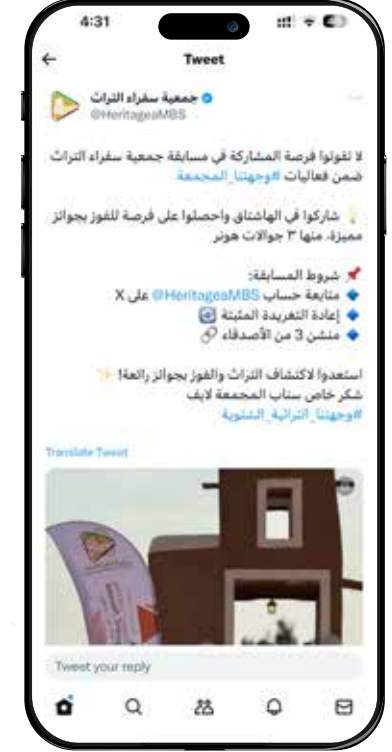 4:31
Tweet
جمعية سفراء التراث
@HeritageaMBS
لا تفوتوا فرصة المشاركة في مسابقة جمعية سفراء التراث
ضمن فعاليات #وجهتنا_المجمعة
💡 شاركوا في الهاشتاق واحصلوا على فرصة للفوز بجوائز
مميزة، منها ٣ جوالات هونر
📌 شروط المسابقة:
🔹 متابعة حساب @HeritageaMBS على X
🔹 إعادة التغريدة المثبتة 🔄
🔹 منشن 3 من الأصدقاء 🔗
استعدوا لاكتشاف التراث والفوز بجوائز رائعة! ✨
شكر خاص سناب المجمعة لايف
#وجهتنا_التراثية_الشتوية
Translate Tweet
Tweet your reply